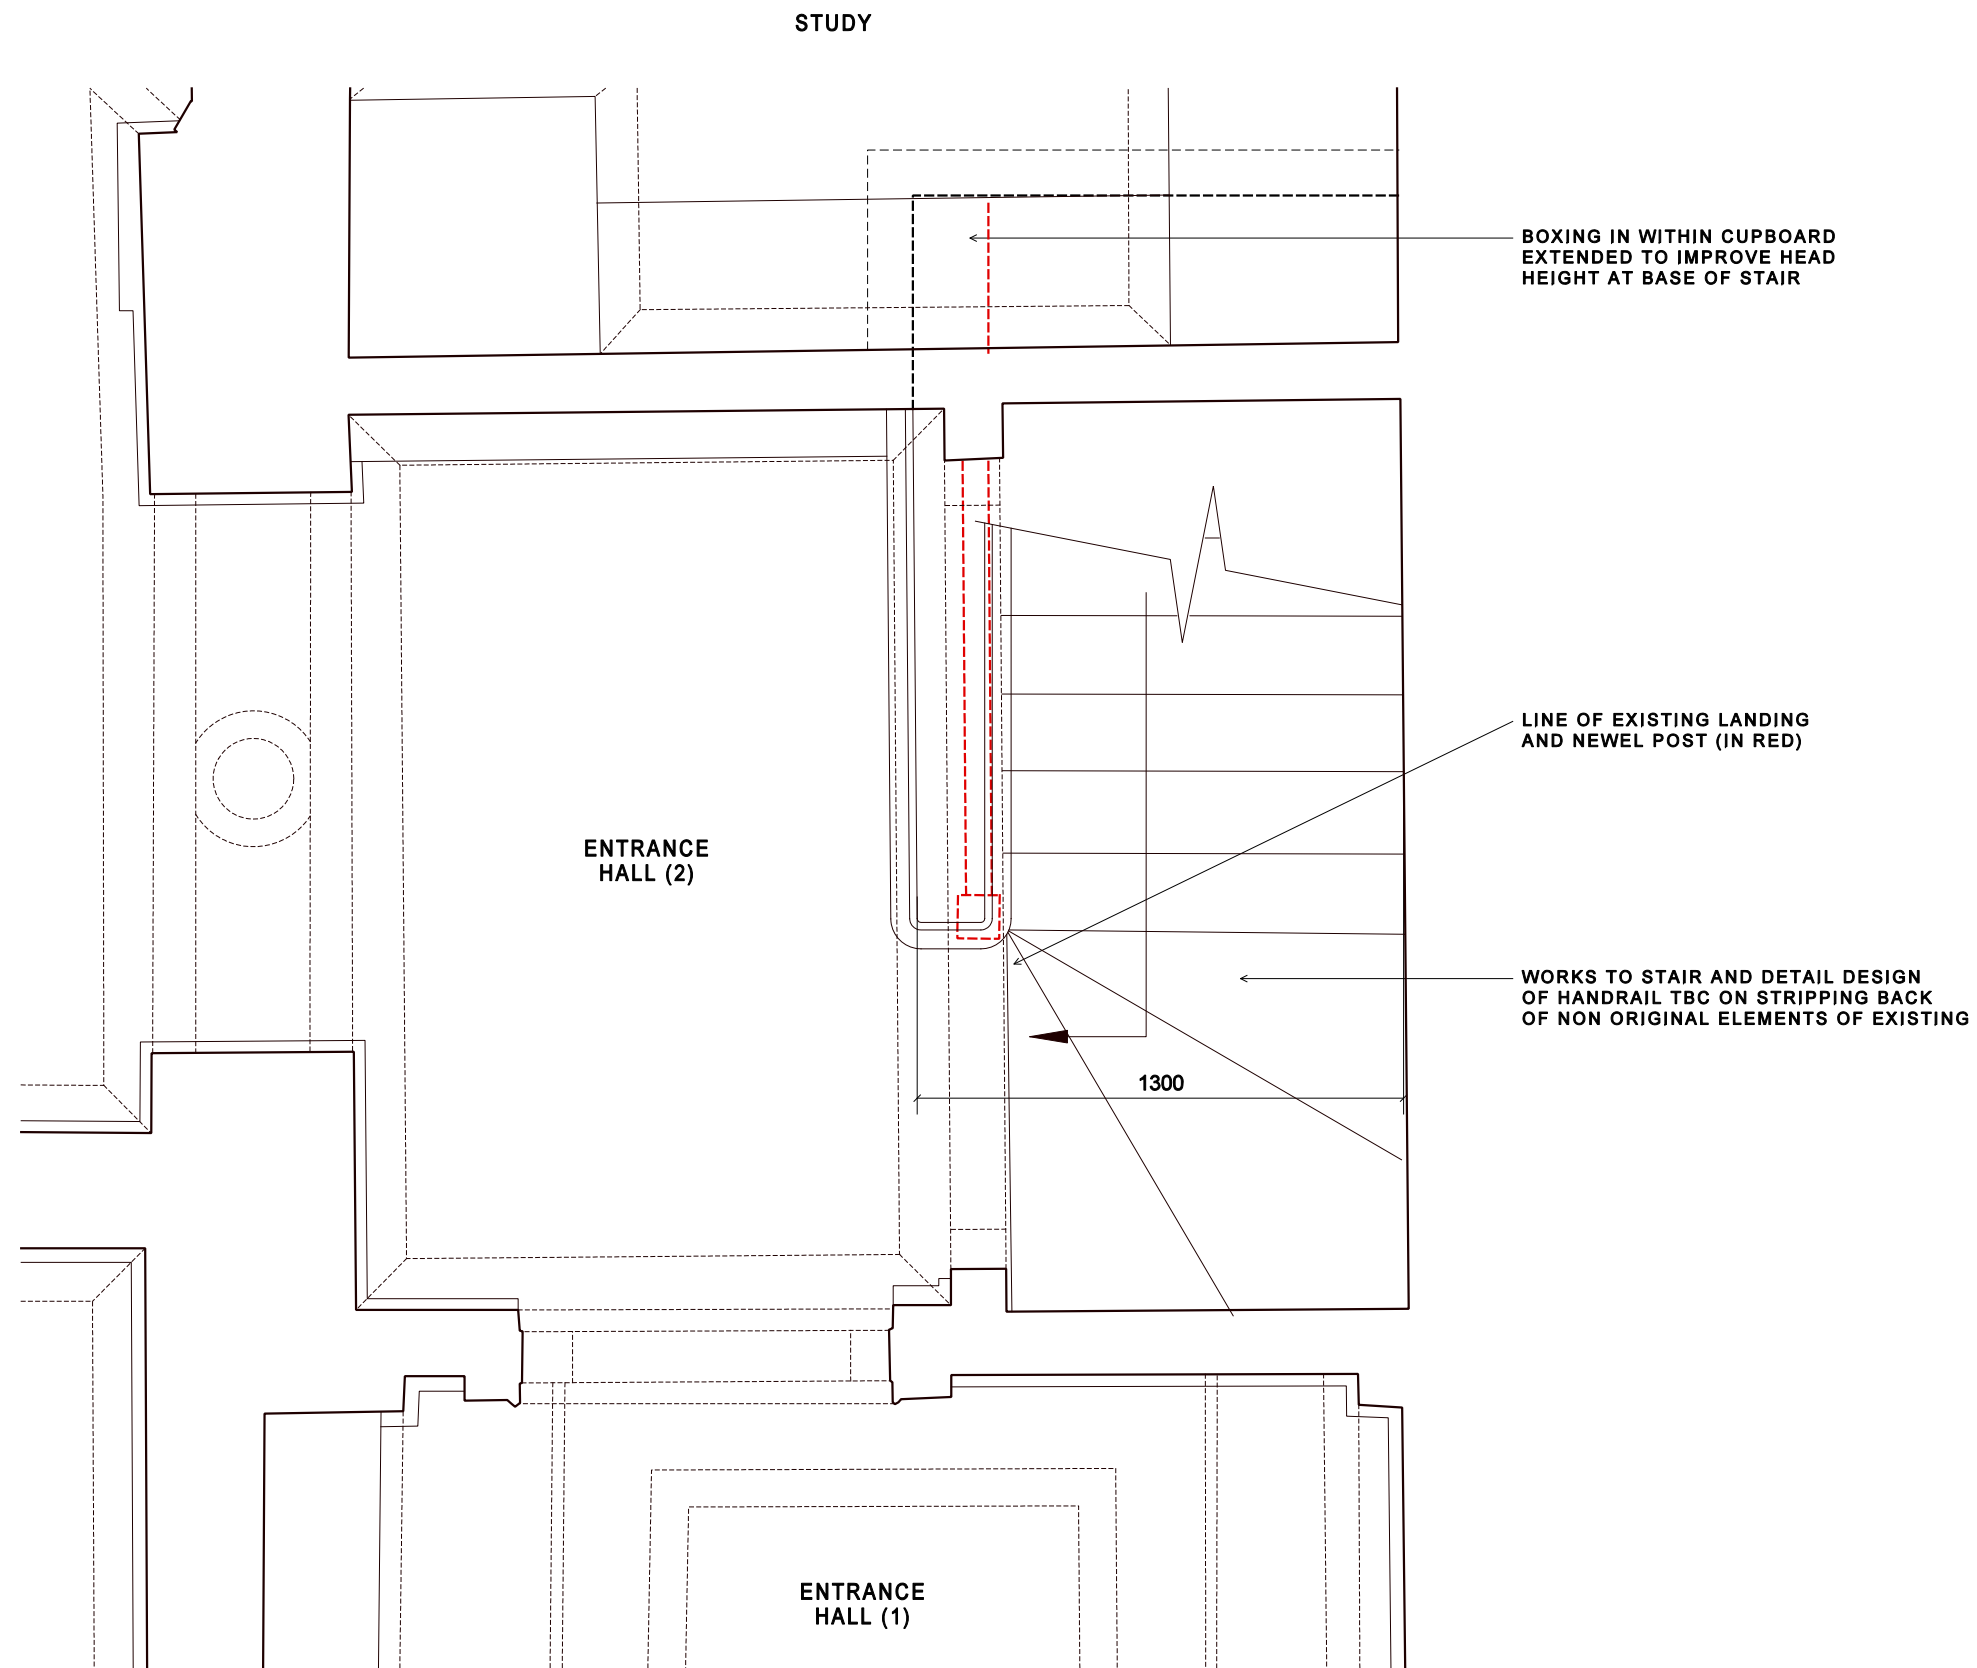 STUDY
BOXING IN WITHIN CUPBOARD
EXTENDED TO IMPROVE HEAD
HEIGHT AT BASE OF STAIR
LINE OF EXISTING LANDING
AND NEWEL POST (IN RED)
ENTRANCE
HALL (2)
WORKS TO STAIR AND DETAIL DESIGN
OF HANDRAIL TBC ON STRIPPING BACK
OF NON ORIGINAL ELEMENTS OF EXISTING
1300
ENTRANCE
HALL (1)